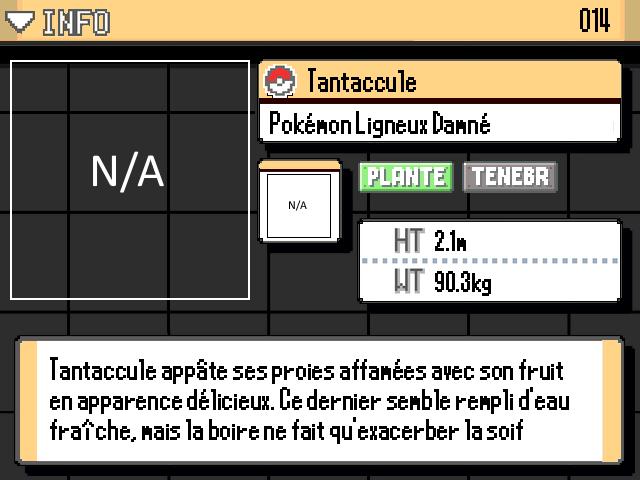 INFO
014
N/A
Tantaccule
Pokémon Ligneux Damné
N/A
PLANTE
TENEBR
HT 2.1m
WT 90.3kg
Tantaccule appâte ses proies affamées avec son fruit
en apparence délicieux. Ce dernier semble rempli d'eau
fraîche, mais la boire ne fait qu'exacerber la soif